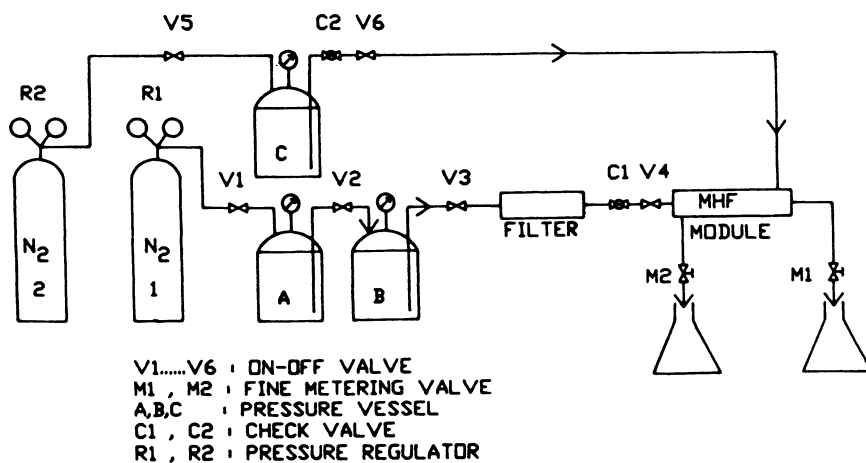 V5
C2 V6
R2
R1
C
V1
V2
V3
C1 V4
MHF
MODULE
FILTER
N2
2
N2
1
A
B
M2
M1
V1......V6 : ON-OFF VALVE
M1 , M2 : FINE METERING VALVE
A,B,C : PRESSURE VESSEL
C1 , C2 : CHECK VALVE
R1 , R2 : PRESSURE REGULATOR